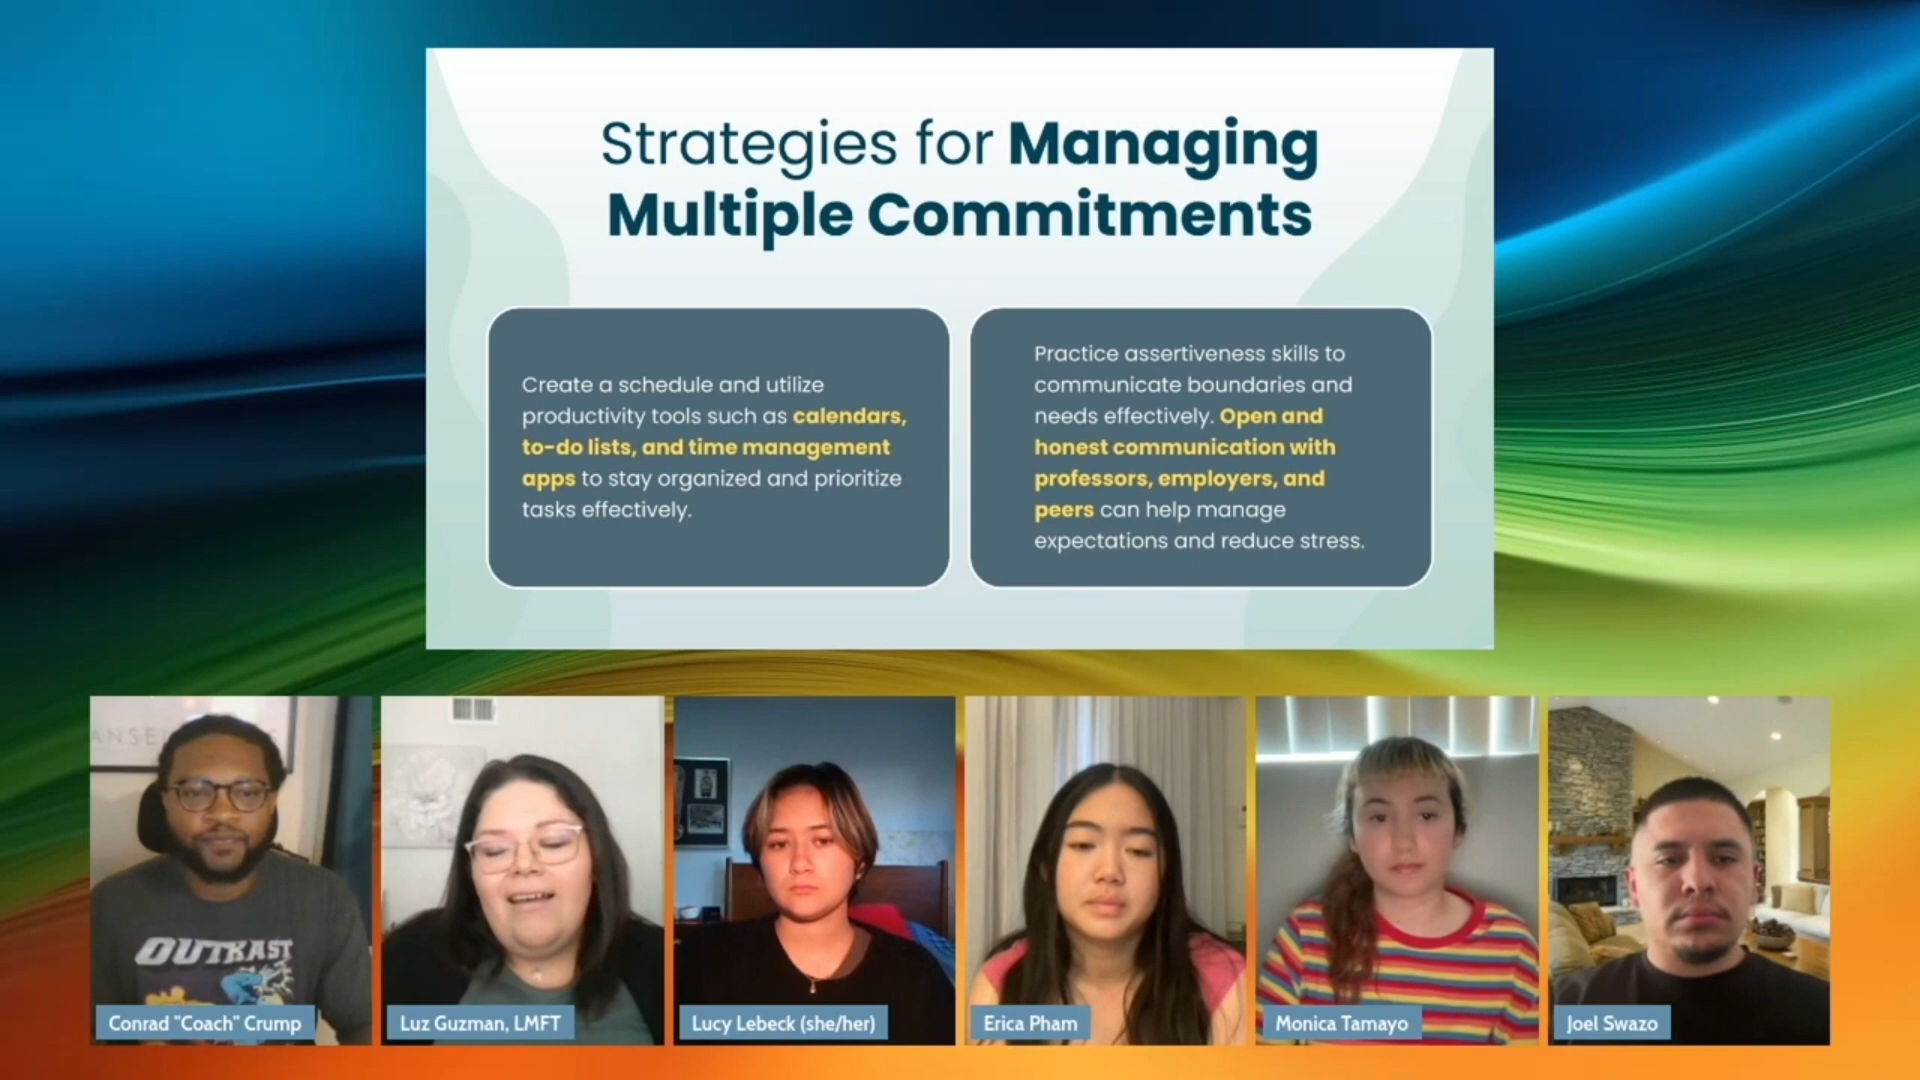 Strategies for Managing
Multiple Commitments
Create a schedule and utilize
productivity tools such as calendars,
to-do lists, and time management
apps to stay organized and prioritize
tasks effectively.
Practice assertiveness skills to
communicate boundaries and
needs effectively. Open and
honest communication with
professors, employers, and
peers can help manage
expectations and reduce stress.
OUTKAST
Conrad "Coach" Crump
Luz Guzman, LMFT
Lucy Lebeck (she/her)
Erica Pham
Monica Tamayo
Joel Swazo